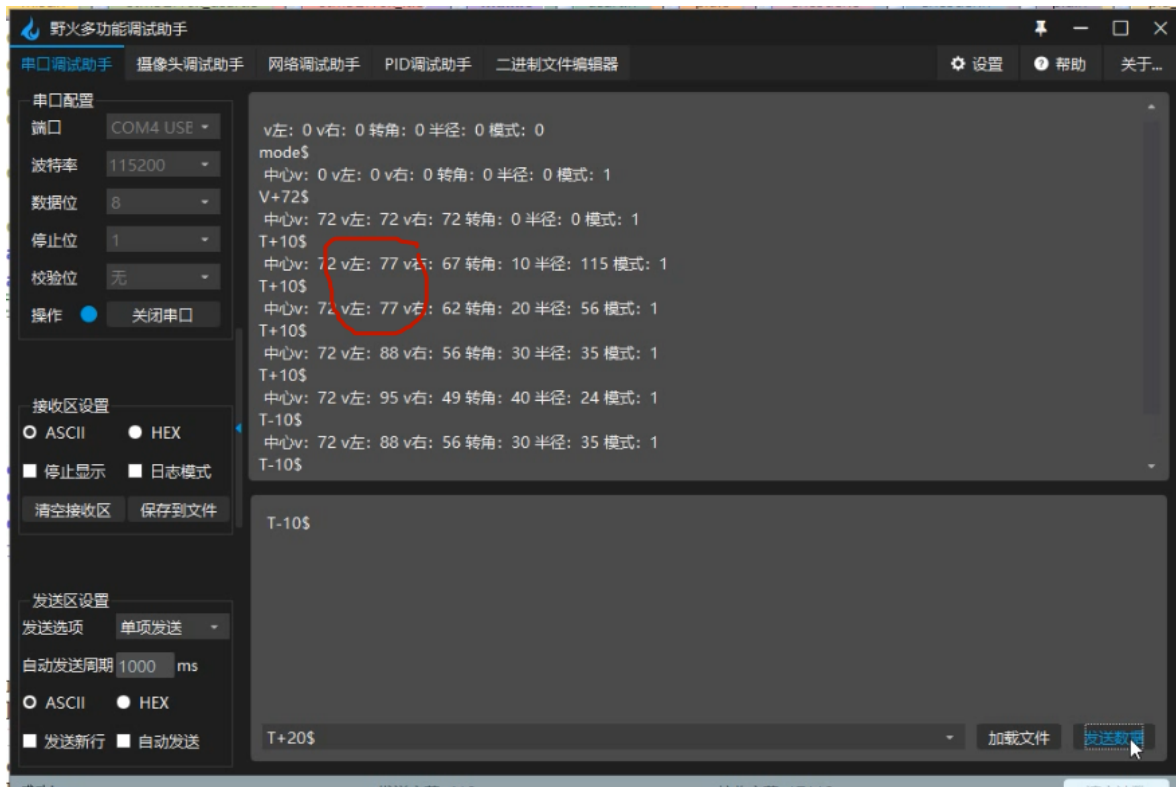 野火多功能调试助手
串口调试助手 摄像头调试助手 网络调试助手 PID调试助手 二进制文件编辑器 设置 帮助 关于...
串口配置
端口 COM4 USE
波特率 115200
数据位 8
停止位 1
校验位 无
操作 关闭串口
接收区设置
ASCII HEX
停止显示 日志模式
清空接收区 保存到文件
发送区设置
发送选项 单项发送
自动发送周期 1000 ms
ASCII HEX
发送新行 自动发送
v左: 0 v右: 0 转角: 0 半径: 0 模式: 0
mode$
中心v: 0 v左: 0 v右: 0 转角: 0 半径: 0 模式: 1
V+72$
中心v: 72 v左: 72 v右: 72 转角: 0 半径: 0 模式: 1
T+10$
中心v: 72 v左: 77 v右: 67 转角: 10 半径: 115 模式: 1
T+10$
中心v: 72 v左: 77 v右: 62 转角: 20 半径: 56 模式: 1
T+10$
中心v: 72 v左: 88 v右: 56 转角: 30 半径: 35 模式: 1
T+10$
中心v: 72 v左: 95 v右: 49 转角: 40 半径: 24 模式: 1
T-10$
中心v: 72 v左: 88 v右: 56 转角: 30 半径: 35 模式: 1
T-10$
T-10$
T+20$ 加载文件 发送数据